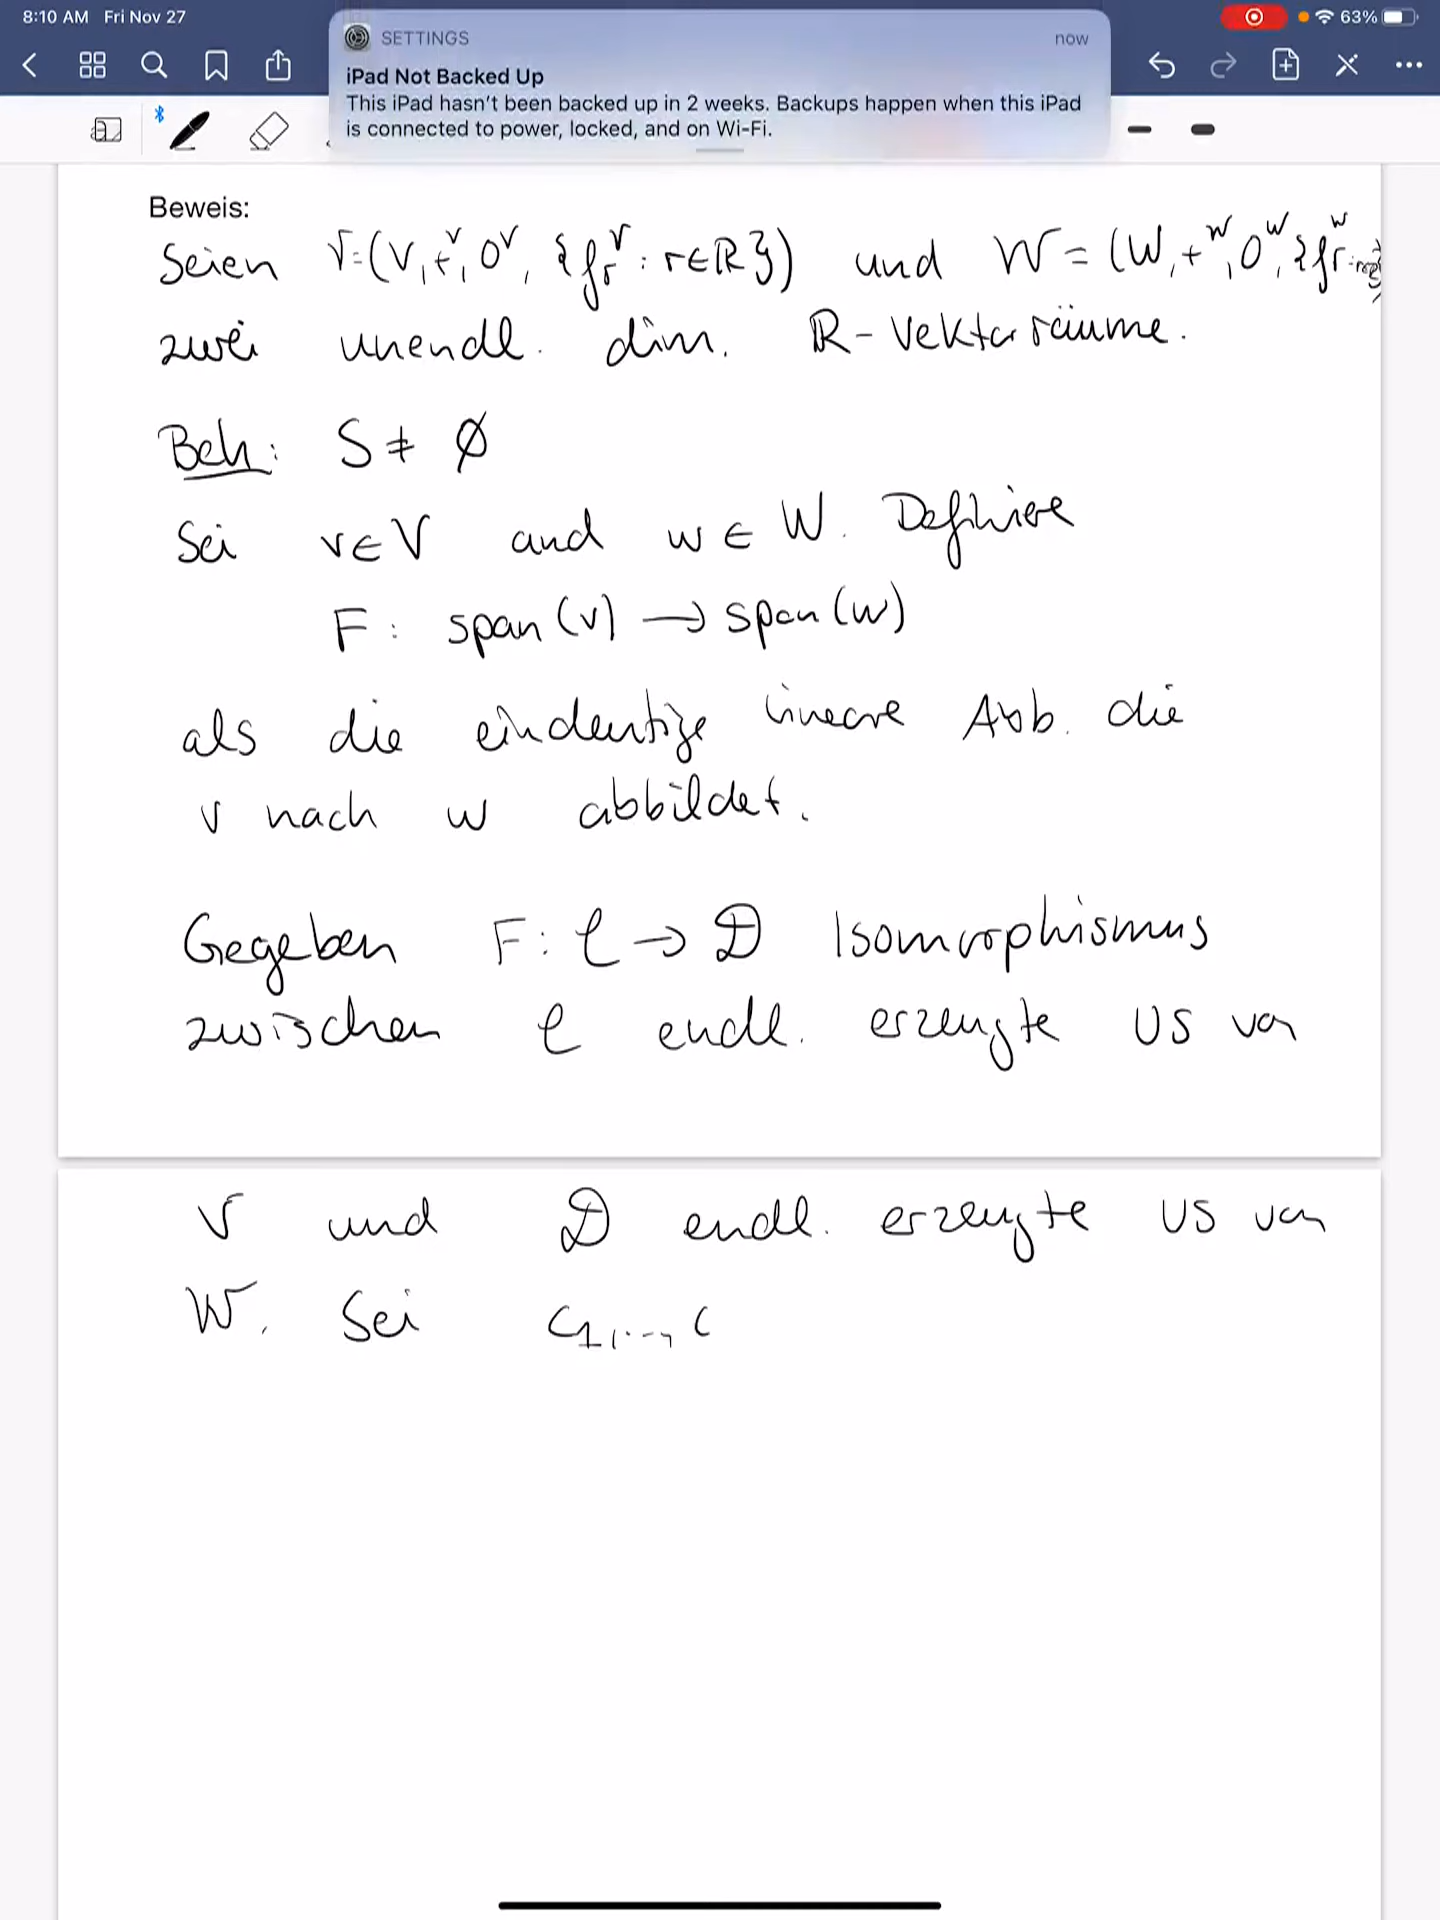 8:10 AM Fri Nov 27
63%
SETTINGS
now
iPad Not Backed Up
This iPad hasn't been backed up in 2 weeks. Backups happen when this iPad
is connected to power, locked, and on Wi-Fi.
Beweis:
Seien V=(V,+^V,0^V, {f_r^V : r∈ℝ}) und W = (W,+^W,0^W,{f_r^W:r∈ℝ})
zwei unendl. dim. ℝ-Vektorräume.
Beh: S ≠ ∅
Sei v∈V und w∈W. Definiere
F: span(v) → span(w)
als die eindeutige lineare Abb. die
v nach w abbildet.
Gegeben F: C → D Isomorphismus
zwischen C endl. erzeugte US von
V und D endl. erzeugte US von
W. Sei c_1,...,c